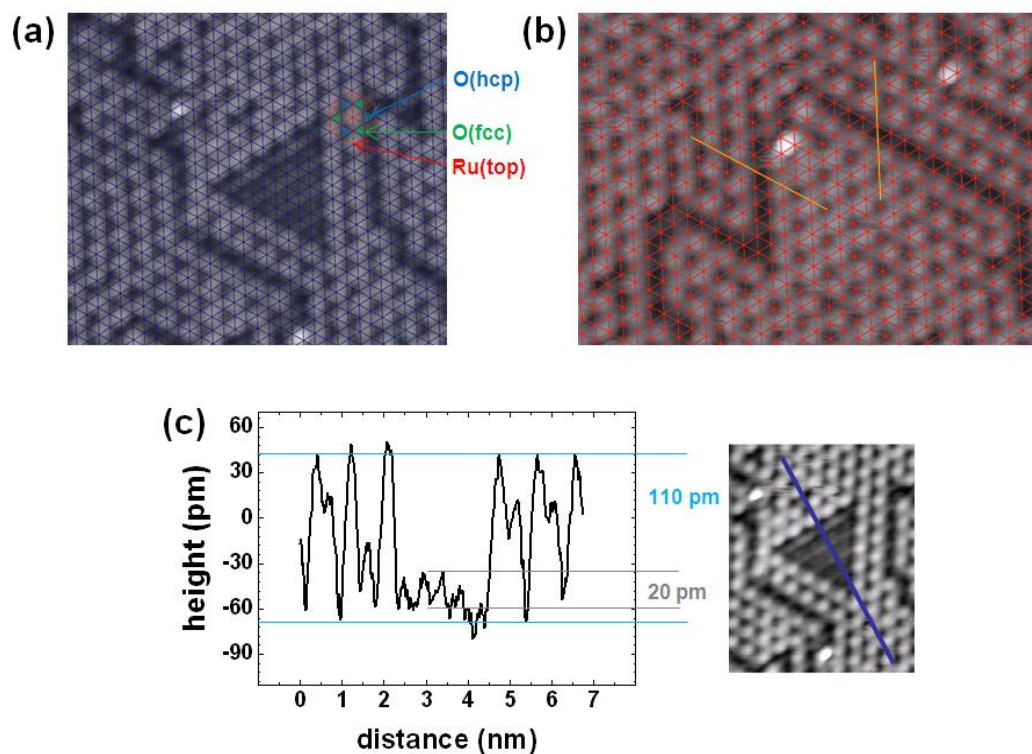 (a)
O(hcp)
O(fcc)
Ru(top)
(b)
(c)
60
30
0
-30
-60
-90
height (pm)
0 1 2 3 4 5 6 7
distance (nm)
110 pm
20 pm